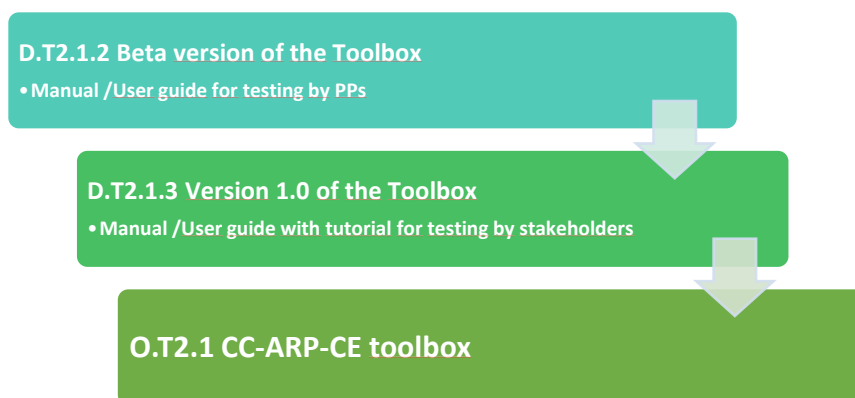 D.T2.1.2 Beta version of the Toolbox
•Manual /User guide for testing by PPs
D.T2.1.3 Version 1.0 of the Toolbox
•Manual /User guide with tutorial for testing by stakeholders
O.T2.1 CC-ARP-CE toolbox